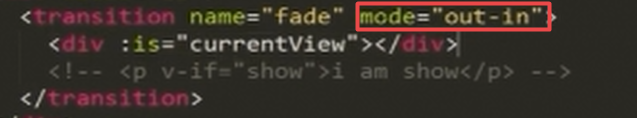 <transition name="fade" mode="out-in">
<div :is="currentView"></div>
<!-- <p v-if="show">i am show</p> -->
</transition>